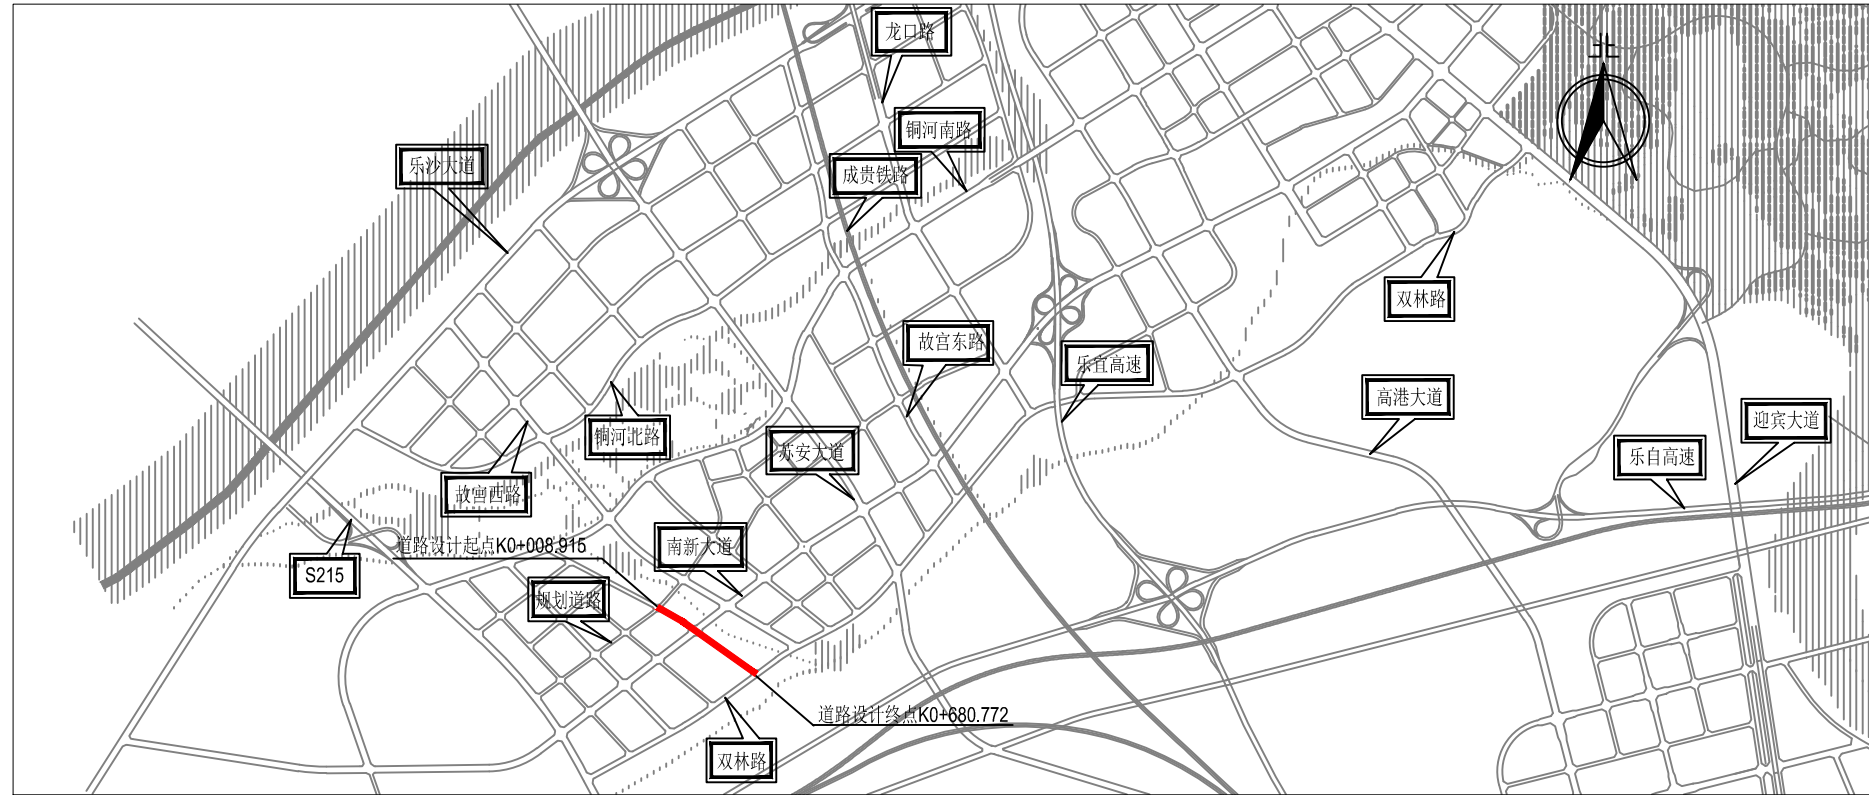 龙口路
北
铜河南路
乐沙大道
成贵铁路
双林路
故宫东路
乐宜高速
高港大道
迎宾大道
铜河北路
苏安大道
乐自高速
故宫西路
道路设计起点K0+008.915
南新大道
S215
规划道路
道路设计终点K0+680.772
双林路